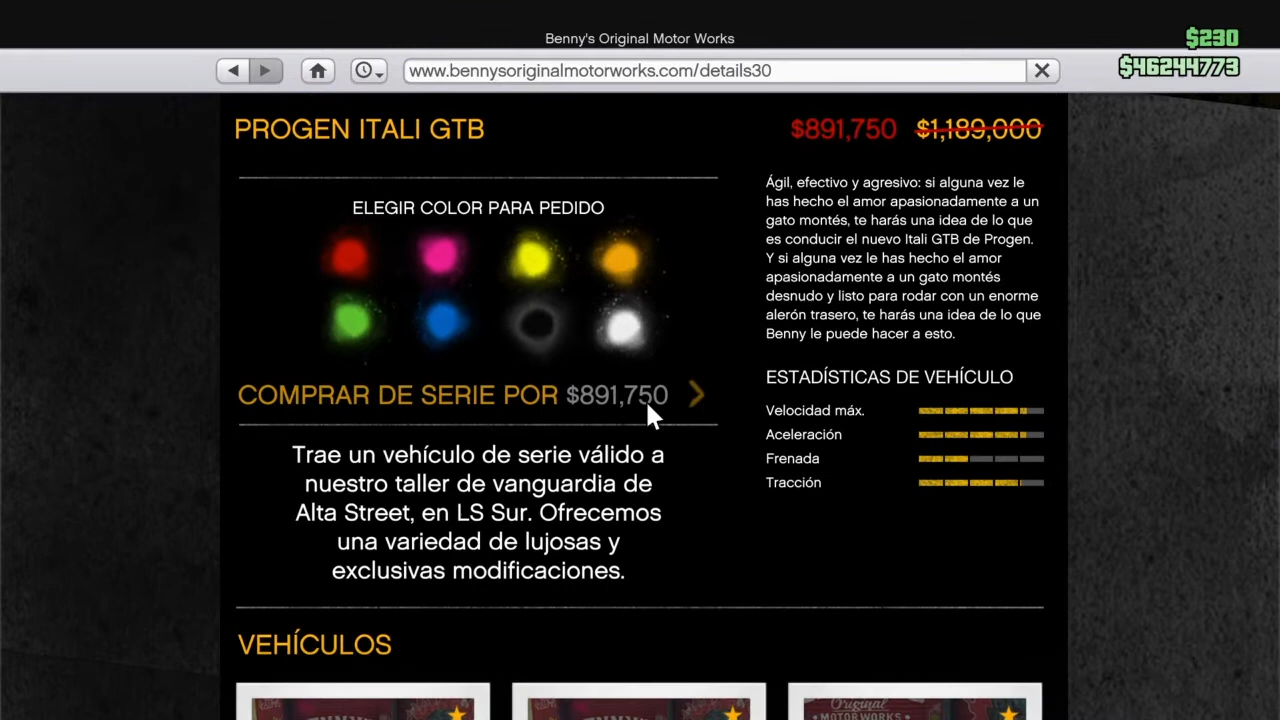 Benny's Original Motor Works
$230
$46244773
www.bennysoriginalmotorworks.com/details30
PROGEN ITALI GTB
$891,750 $1,189,000
ELEGIR COLOR PARA PEDIDO
COMPRAR DE SERIE POR $891,750
Trae un vehículo de serie válido a
nuestro taller de vanguardia de
Alta Street, en LS Sur. Ofrecemos
una variedad de lujosas y
exclusivas modificaciones.
Ágil, efectivo y agresivo: si alguna vez le
has hecho el amor apasionadamente a un
gato montés, te harás una idea de lo que
es conducir el nuevo Itali GTB de Progen.
Y si alguna vez le has hecho el amor
apasionadamente a un gato montés
desnudo y listo para rodar con un enorme
alerón trasero, te harás una idea de lo que
Benny le puede hacer a esto.
ESTADÍSTICAS DE VEHÍCULO
Velocidad máx.
Aceleración
Frenada
Tracción
VEHÍCULOS
Original
MOTORWORKS